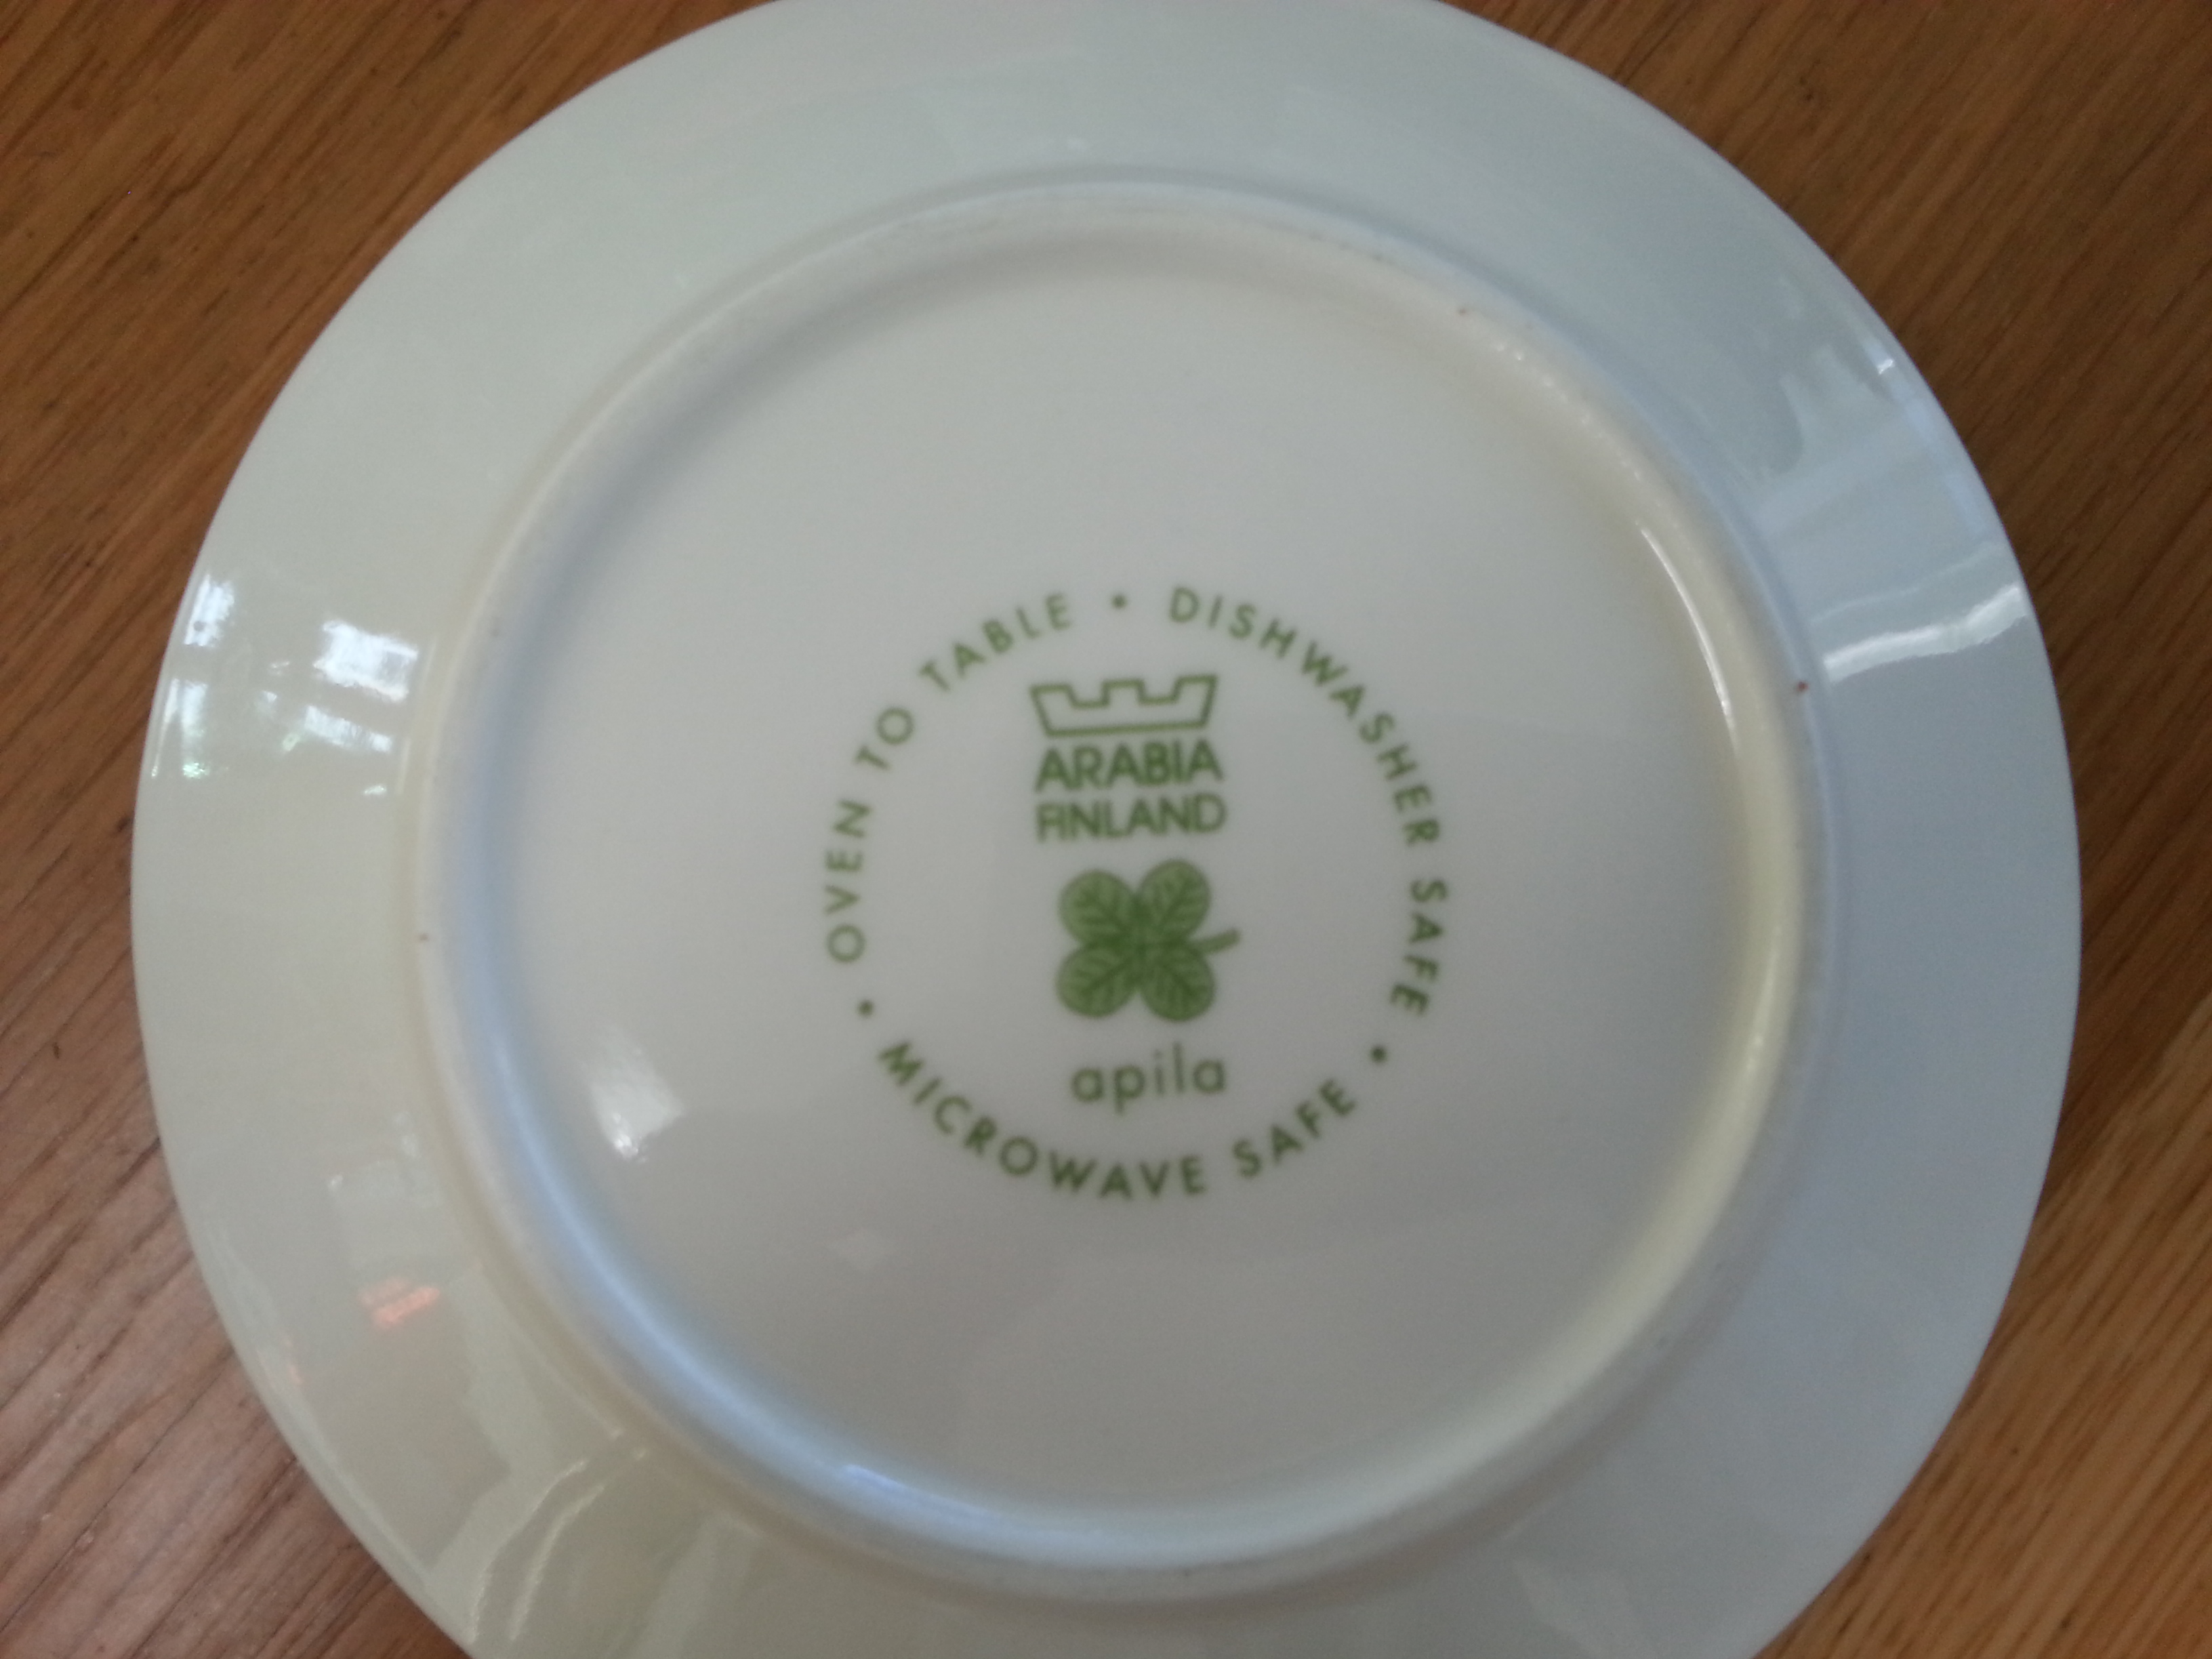 OVEN TO TABLE • DISHWASHER SAFE • MICROWAVE SAFE •
ARABIA
FINLAND
apila